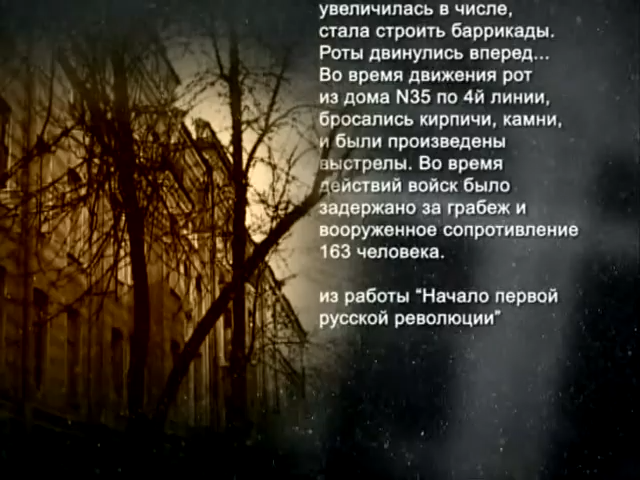 увеличилась в числе,
стала строить баррикады.
Роты двинулись вперед...
Во время движения рот
из дома N35 по 4й линии,
бросались кирпичи, камни,
и были произведены
выстрелы. Во время
действий войск было
задержано за грабеж и
вооруженное сопротивление
163 человека.
из работы “Начало первой
русской революции”